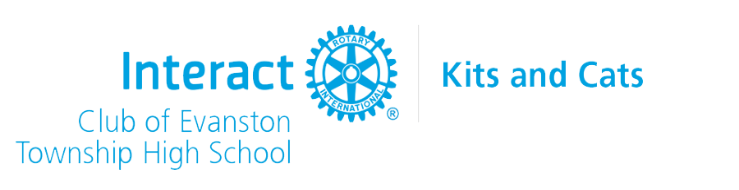 Interact
Club of Evanston
Township High School
ROTARY
INTERNATIONAL
®
Kits and Cats